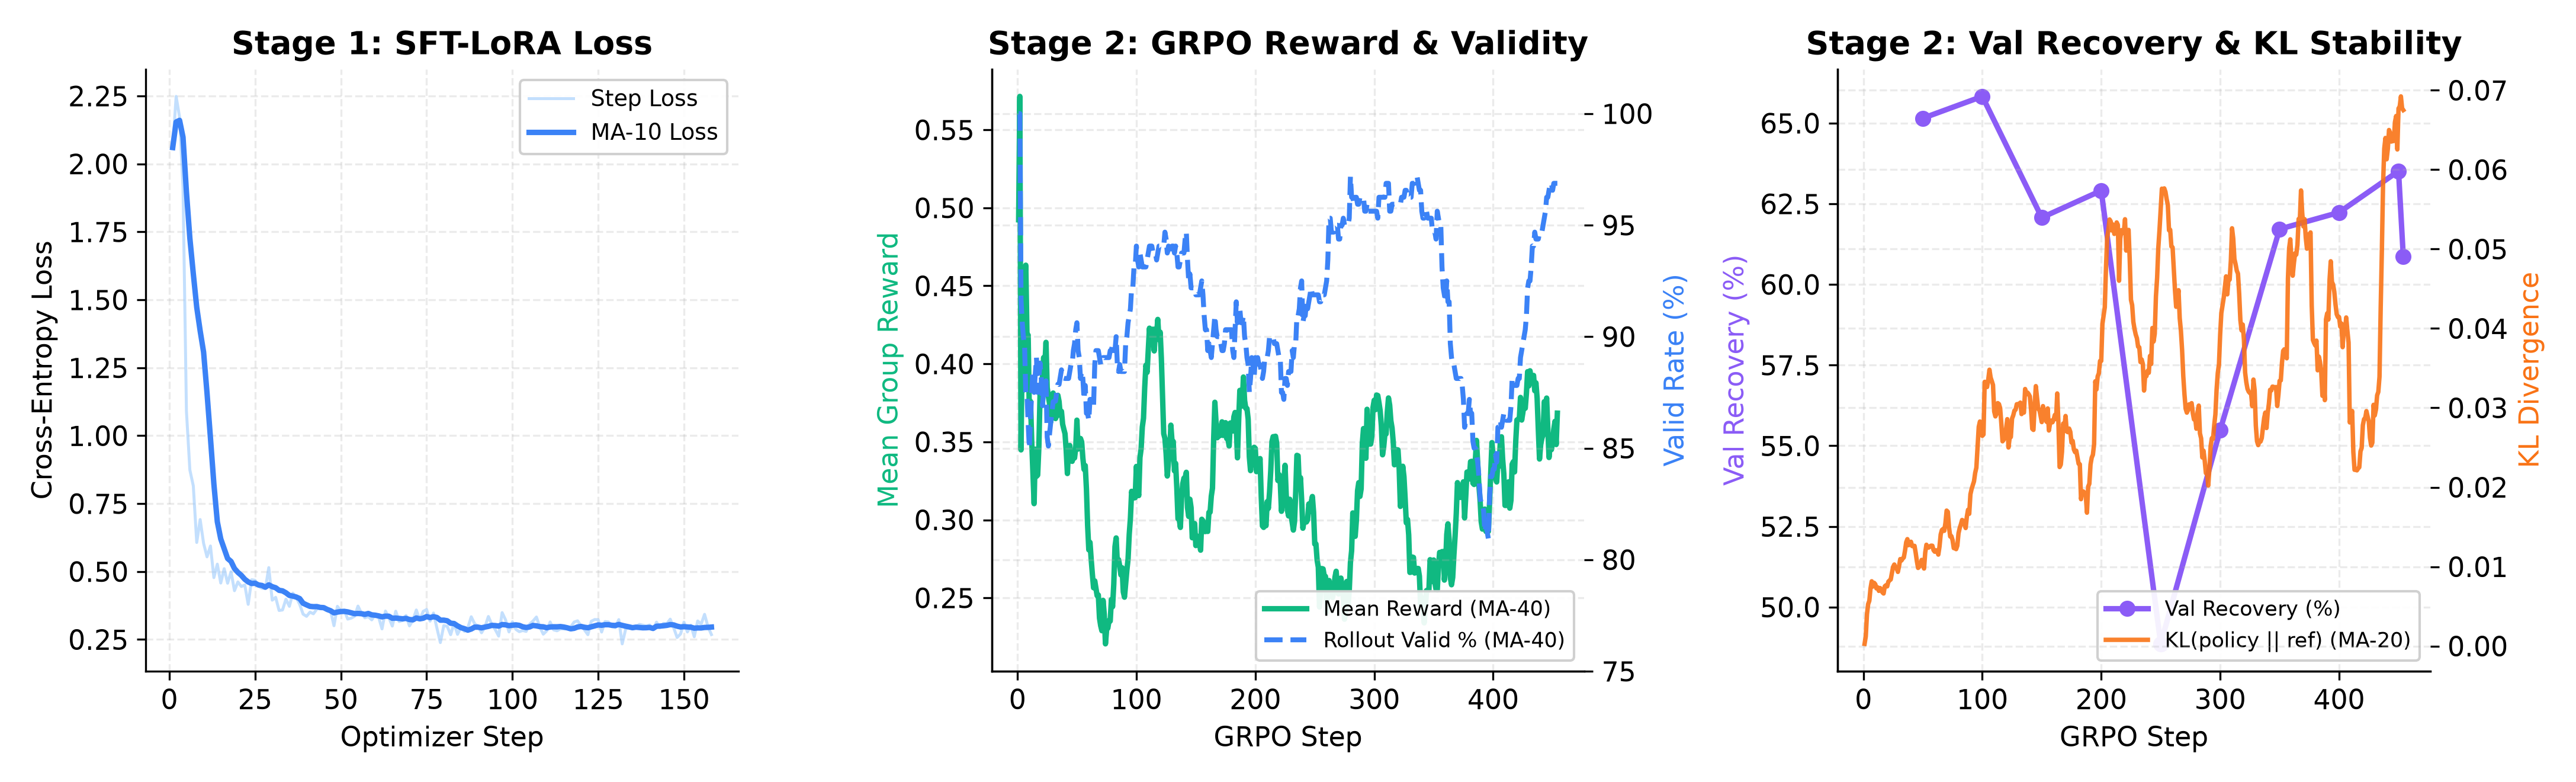 Stage 1: SFT-LoRA Loss
2.25
2.00
1.75
1.50
1.25
1.00
0.75
0.50
0.25
Cross-Entropy Loss
Step Loss
MA-10 Loss
0 25 50 75 100 125 150
Optimizer Step
Stage 2: GRPO Reward & Validity
0.55
0.50
0.45
0.40
0.35
0.30
0.25
Mean Group Reward
100
95
90
85
80
75
Valid Rate (%)
Mean Reward (MA-40)
Rollout Valid % (MA-40)
0 100 200 300 400
GRPO Step
Stage 2: Val Recovery & KL Stability
65.0
62.5
60.0
57.5
55.0
52.5
50.0
Val Recovery (%)
0.07
0.06
0.05
0.04
0.03
0.02
0.01
0.00
KL Divergence
Val Recovery (%)
KL(policy || ref) (MA-20)
0 100 200 300 400
GRPO Step